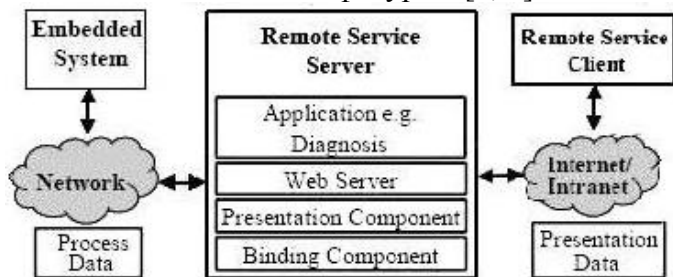 Embedded
System
Network
Process
Data
Remote Service
Server
Application e.g.
Diagnosis
Web Server
Presentation Component
Binding Component
Remote Service
Client
Internet/
Intranet
Presentation
Data